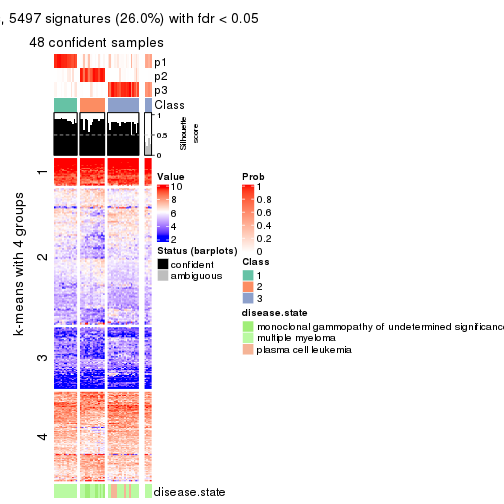 , 5497 signatures (26.0%) with fdr < 0.05
48 confident samples
p1
p2
p3
Class
1
0.5
0
Silhouette
score
k-means with 4 groups
1
2
3
4
Value
10
8
6
4
2
Status (barplots)
confident
ambiguous
Prob
1
0.8
0.6
0.4
0.2
0
Class
1
2
3
disease.state
monoclonal gammopathy of undetermined significance
multiple myeloma
plasma cell leukemia
disease.state